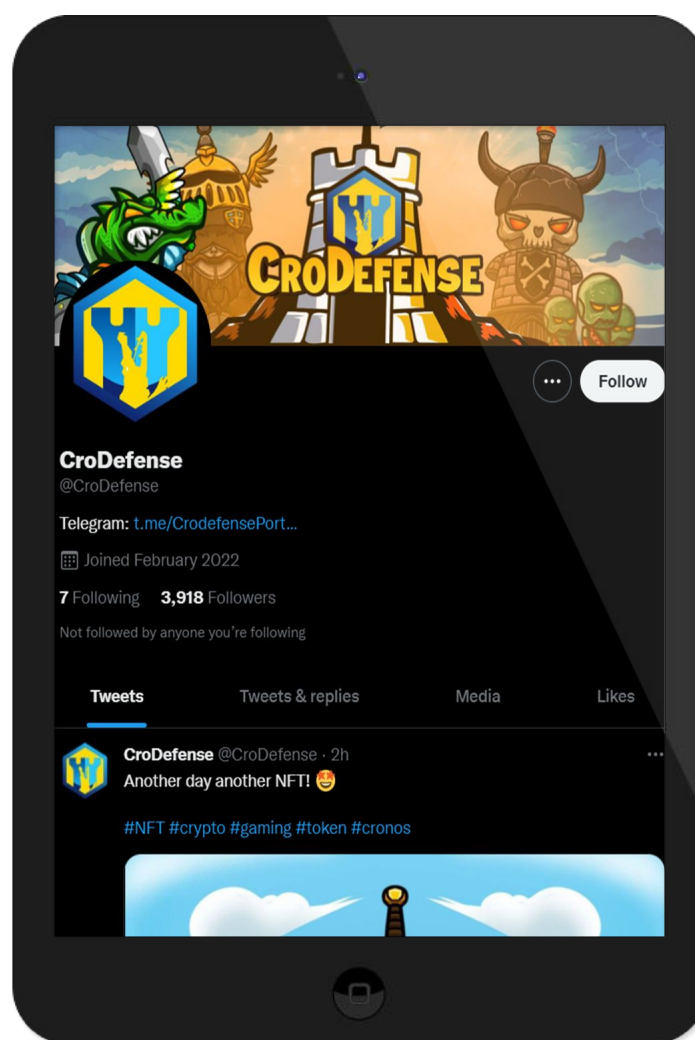 CRODEFENSE
Follow
CroDefense
@CroDefense
Telegram: t.me/CrodefensePort...
Joined February 2022
7 Following 3,918 Followers
Not followed by anyone you're following
Tweets Tweets & replies Media Likes
CroDefense @CroDefense · 2h
Another day another NFT! 🤩
#NFT #crypto #gaming #token #cronos